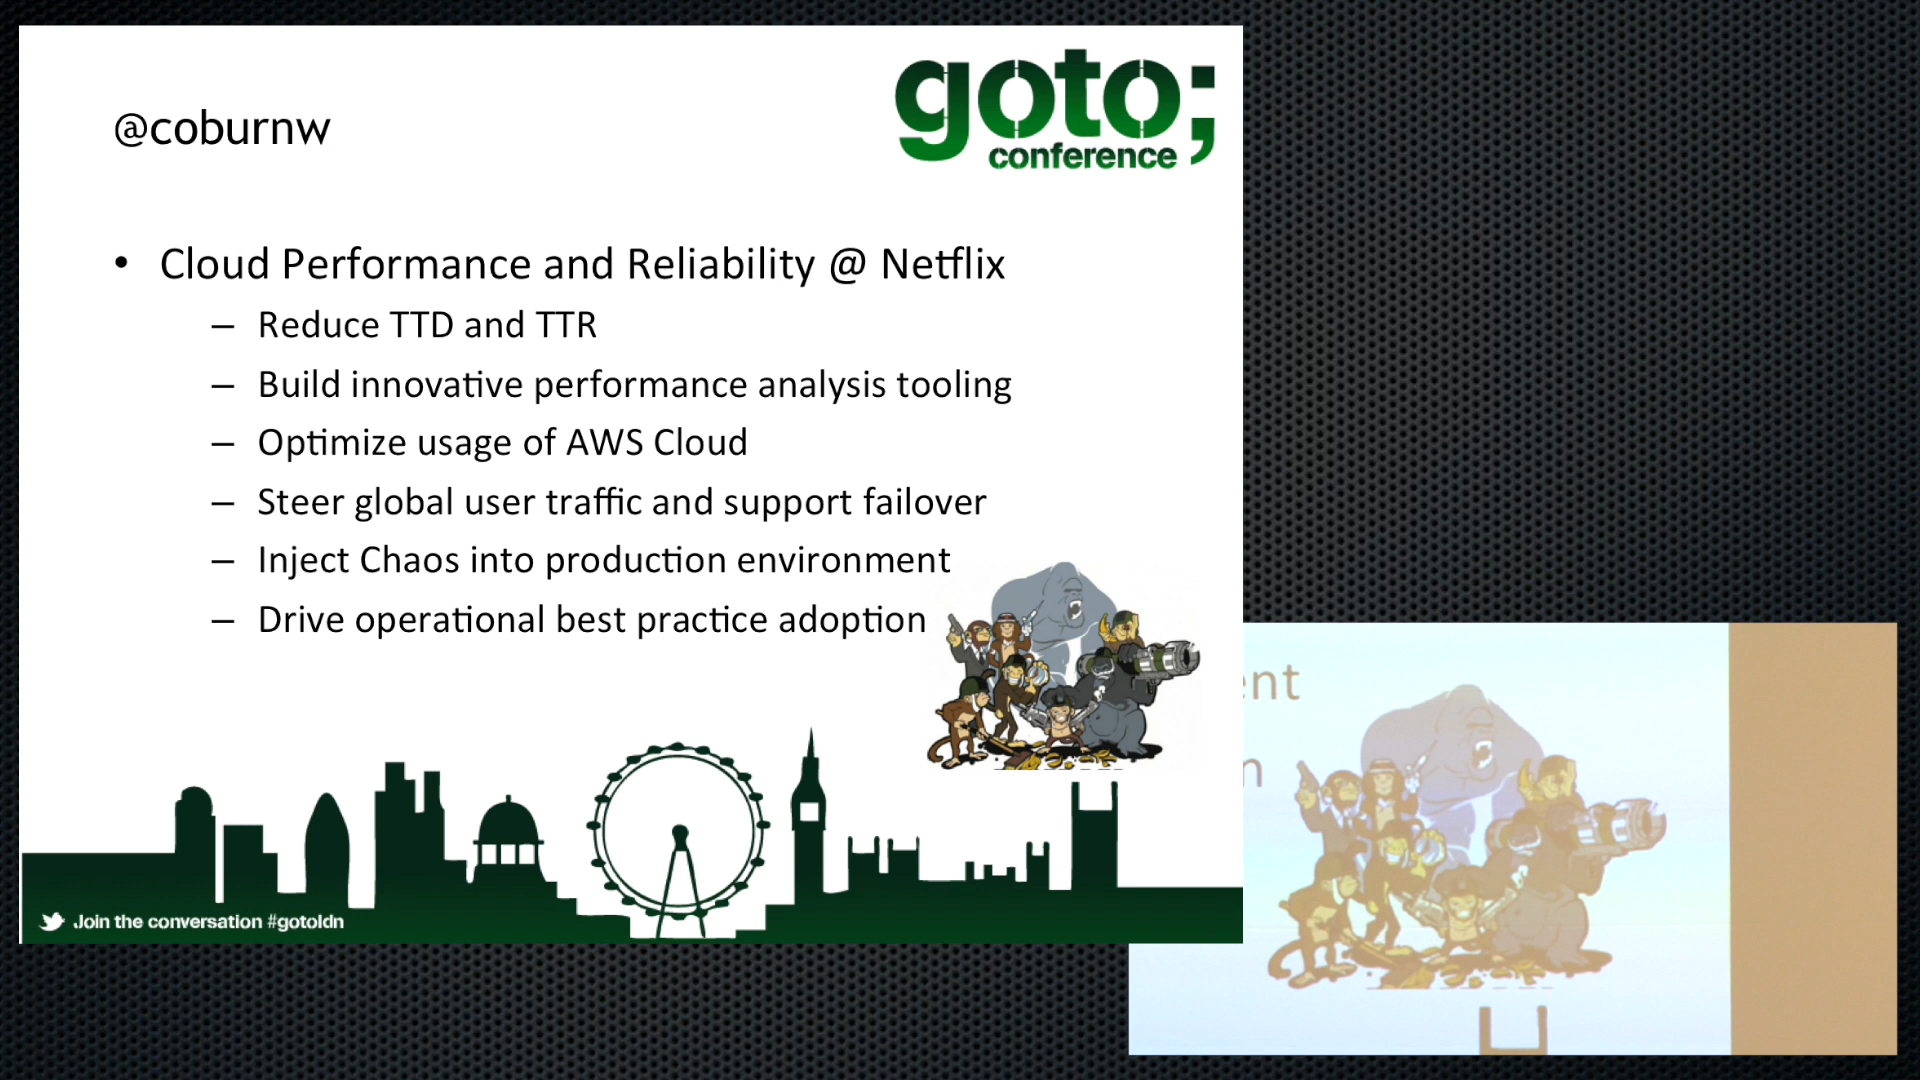 goto;
conference
@coburnw
• Cloud Performance and Reliability @ Netflix
– Reduce TTD and TTR
– Build innovative performance analysis tooling
– Optimize usage of AWS Cloud
– Steer global user traffic and support failover
– Inject Chaos into production environment
– Drive operational best practice adoption
Join the conversation #gotoldn
ent
n